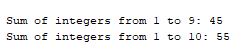 Sum of integers from 1 to 9: 45
Sum of integers from 1 to 10: 55